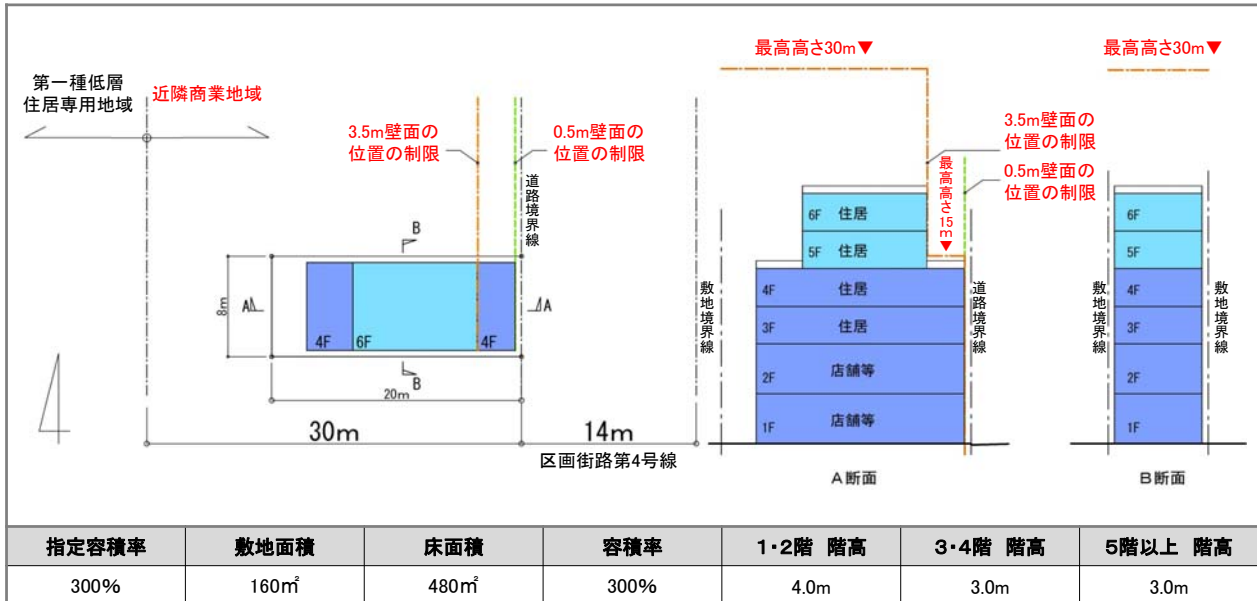 第一種低層
住居専用地域
近隣商業地域
3.5m壁面の
位置の制限
0.5m壁面の
位置の制限
道路境界線
B
A
A
8m
4F
6F
4F
B
20m
30m
14m
区画街路第4号線
最高高さ30m▼
3.5m壁面の
位置の制限
0.5m壁面の
位置の制限
最高高さ15m▼
6F 住居
5F 住居
4F 住居
3F 住居
2F 店舗等
1F 店舗等
敷地境界線
道路境界線
A断面
最高高さ30m▼
6F
5F
4F
3F
2F
1F
敷地境界線
敷地境界線
B断面
指定容積率 敷地面積 床面積 容積率 1・2階 階高 3・4階 階高 5階以上 階高
300% 160㎡ 480㎡ 300% 4.0m 3.0m 3.0m